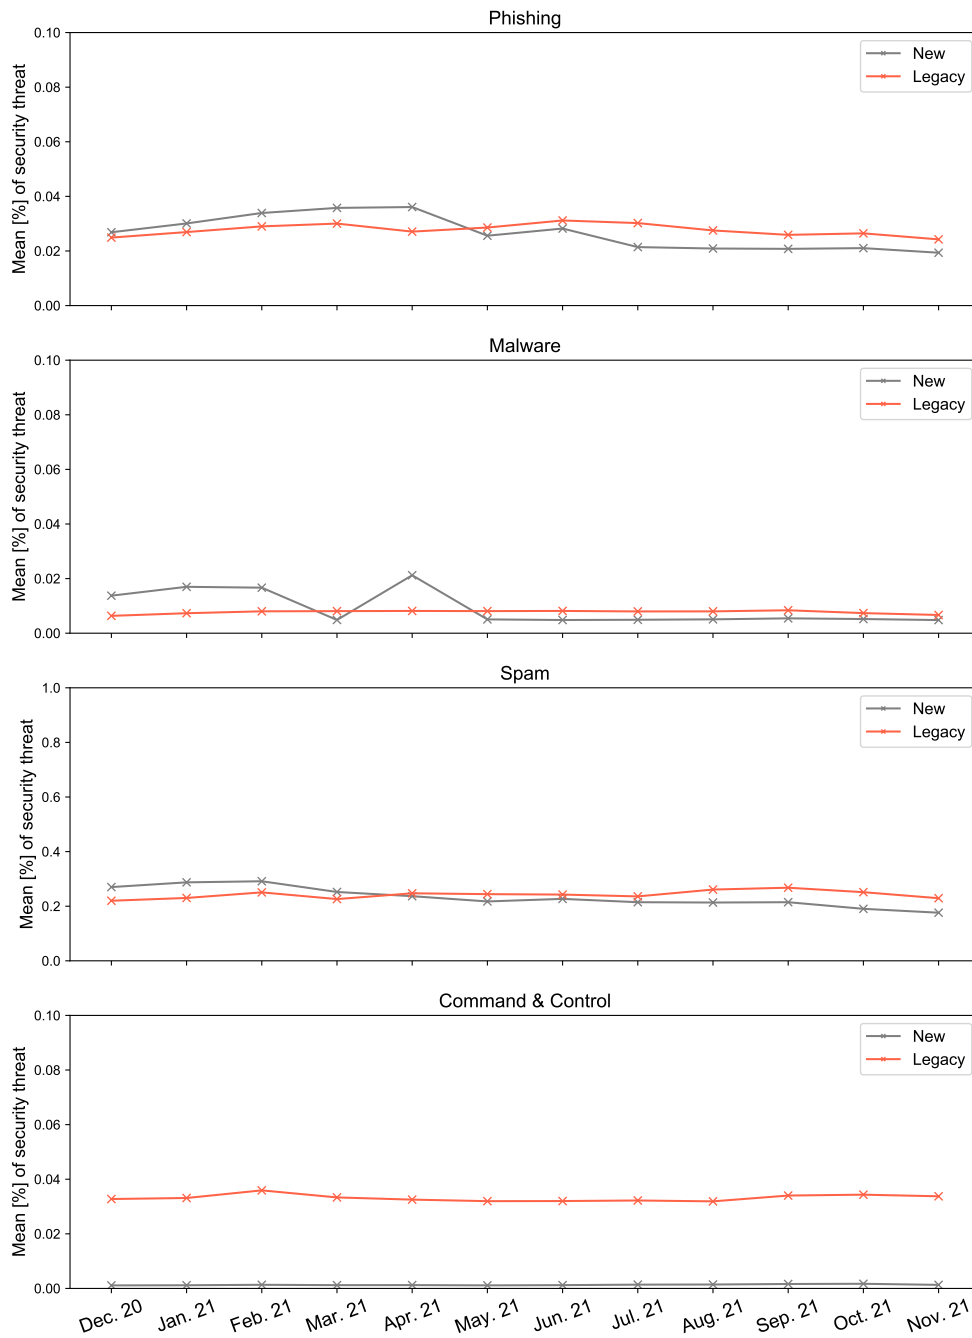 Phishing
0.10
0.08
0.06
0.04
0.02
0.00
Mean [%] of security threat
New
Legacy
Malware
0.10
0.08
0.06
0.04
0.02
0.00
Mean [%] of security threat
New
Legacy
Spam
1.0
0.8
0.6
0.4
0.2
0.0
Mean [%] of security threat
New
Legacy
Command & Control
0.10
0.08
0.06
0.04
0.02
0.00
Mean [%] of security threat
New
Legacy
Dec. 20 Jan. 21 Feb. 21 Mar. 21 Apr. 21 May. 21 Jun. 21 Jul. 21 Aug. 21 Sep. 21 Oct. 21 Nov. 21